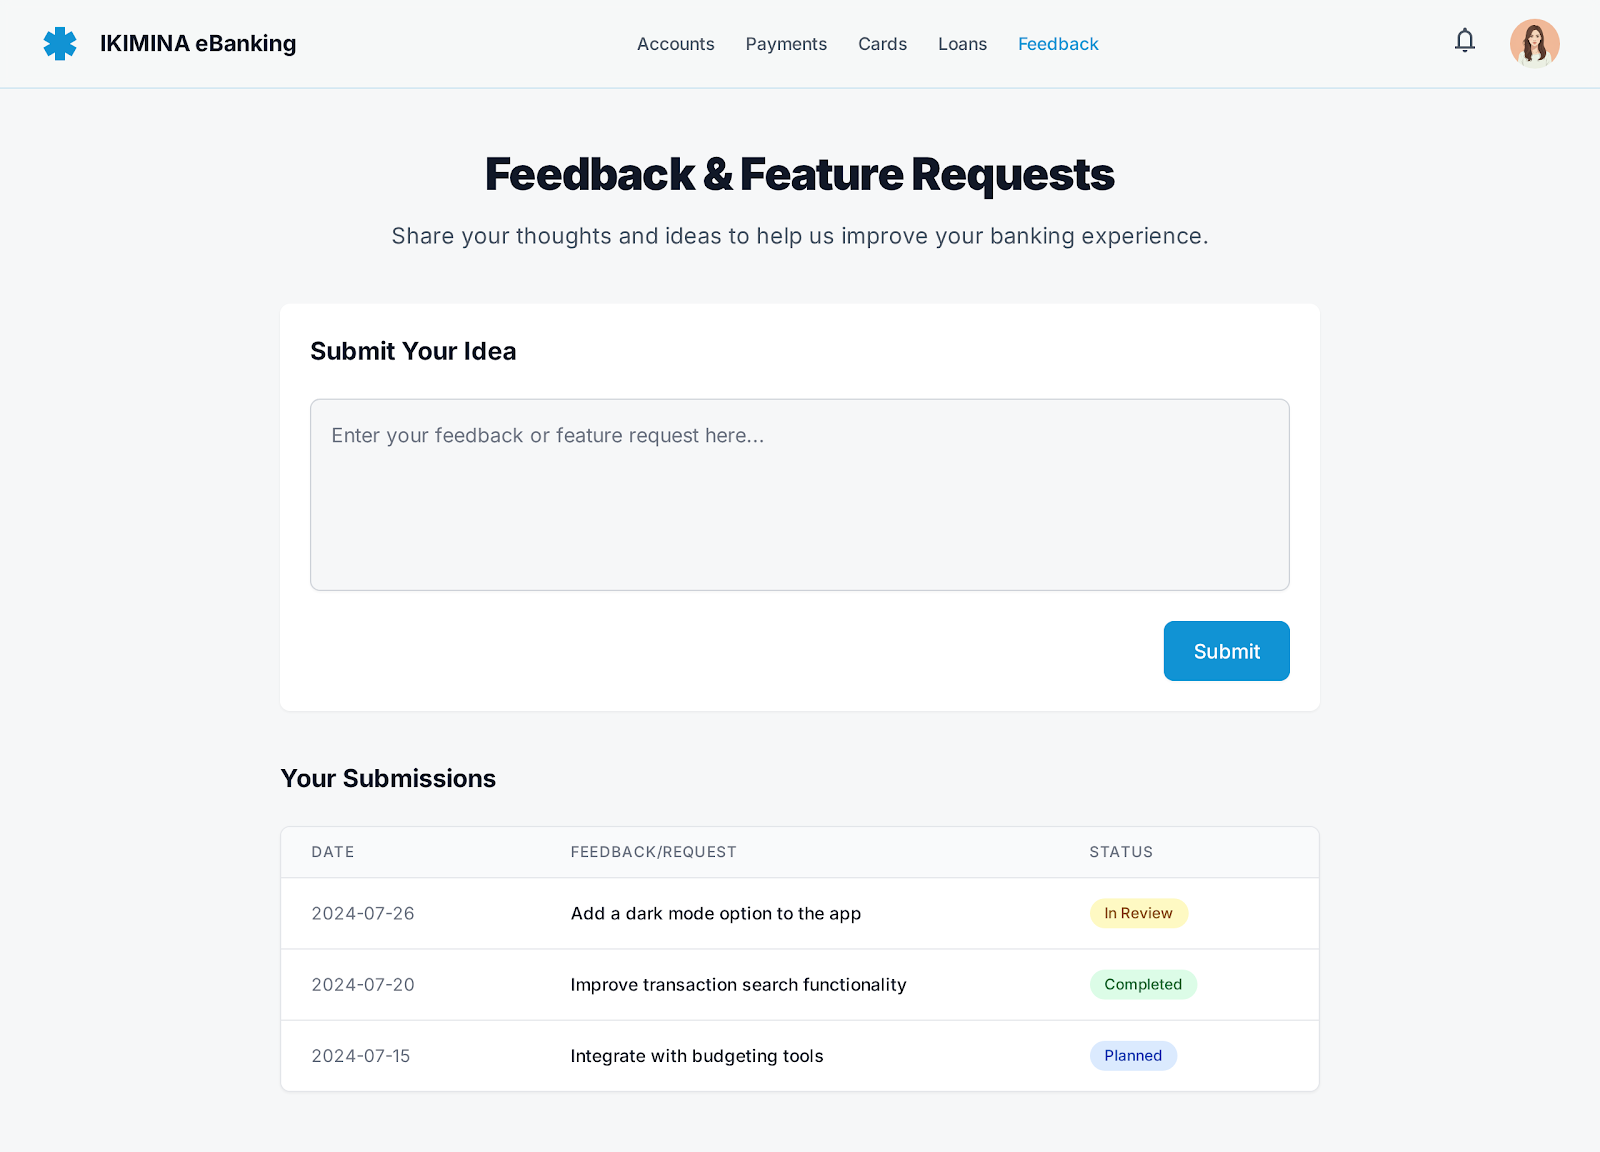 IKIMINA eBanking
Accounts
Payments
Cards
Loans
Feedback
Feedback & Feature Requests
Share your thoughts and ideas to help us improve your banking experience.
Submit Your Idea
Enter your feedback or feature request here...
Submit
Your Submissions
DATE FEEDBACK/REQUEST STATUS
2024-07-26 Add a dark mode option to the app In Review
2024-07-20 Improve transaction search functionality Completed
2024-07-15 Integrate with budgeting tools Planned